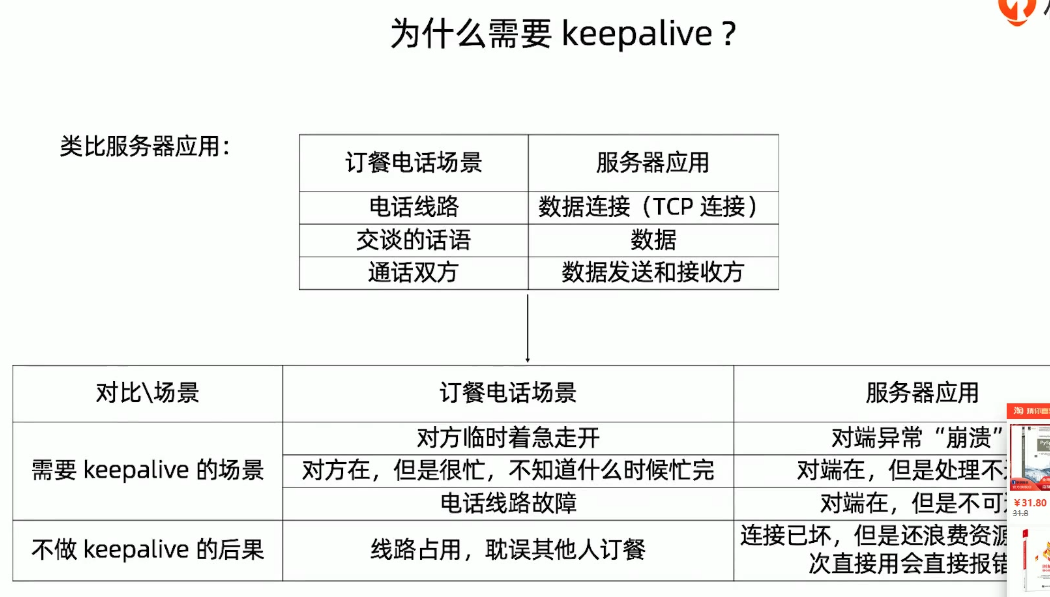 为什么需要 keepalive？
类比服务器应用：
订餐电话场景 服务器应用
电话线路 数据连接（TCP 连接）
交谈的话语 数据
通话双方 数据发送和接收方
对比\场景 订餐电话场景 服务器应用
需要 keepalive 的场景
对方临时着急走开 对端异常“崩溃”
对方在，但是很忙，不知道什么时候忙完 对端在，但是处理不
电话线路故障 对端在，但是不可
不做 keepalive 的后果 线路占用，耽误其他人订餐
连接已坏，但是还浪费资源
次直接用会直接报错
淘
¥31.80
31.8